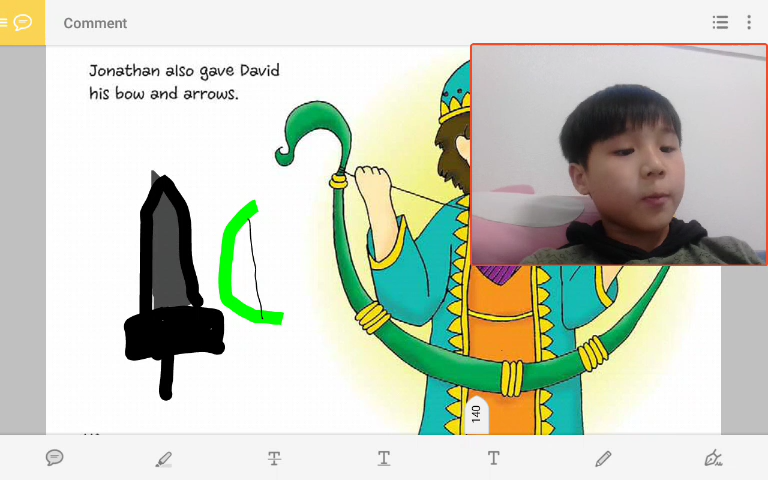 Comment
Jonathan also gave David
his bow and arrows.
140
T
T
T